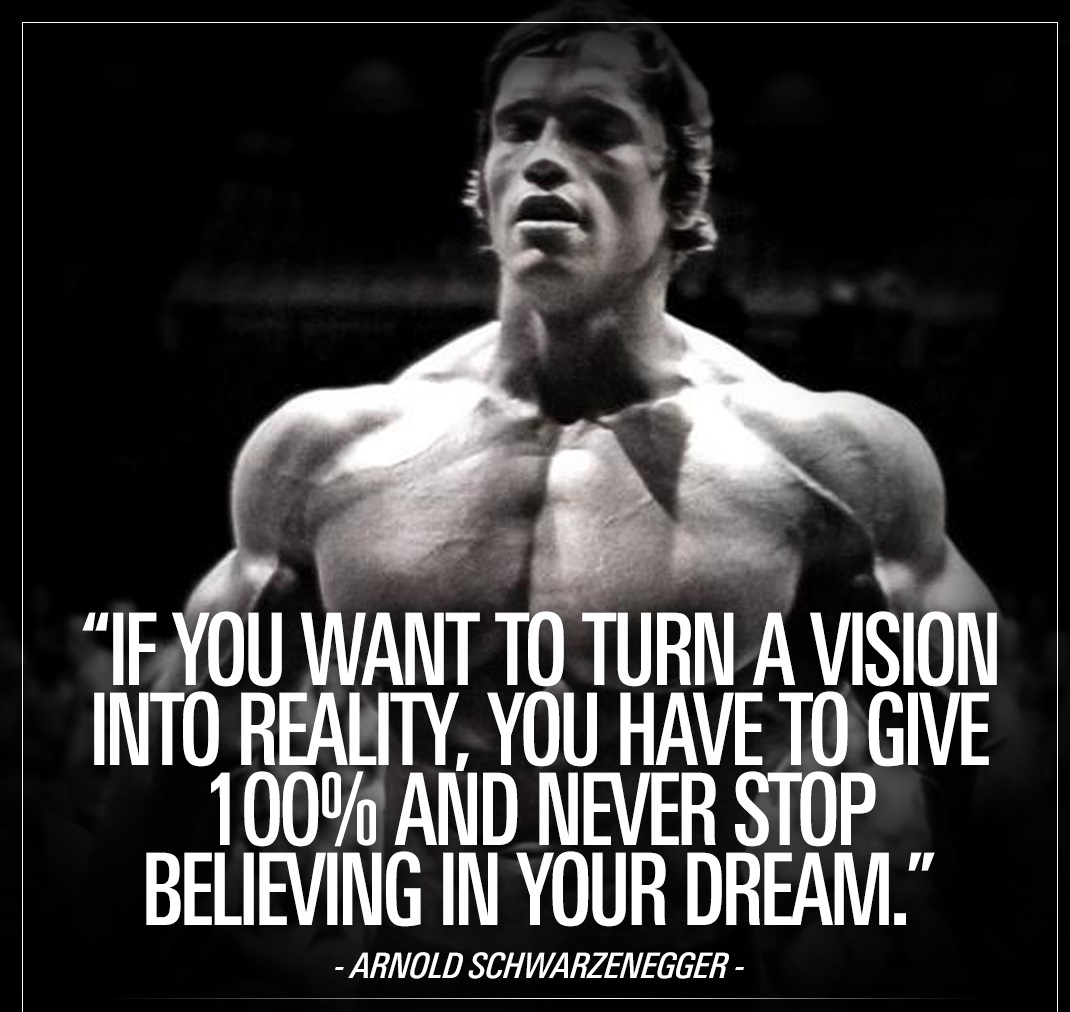 “IF YOU WANT TO TURN A VISION
INTO REALITY, YOU HAVE TO GIVE
100% AND NEVER STOP
BELIEVING IN YOUR DREAM.”
- ARNOLD SCHWARZENEGGER -